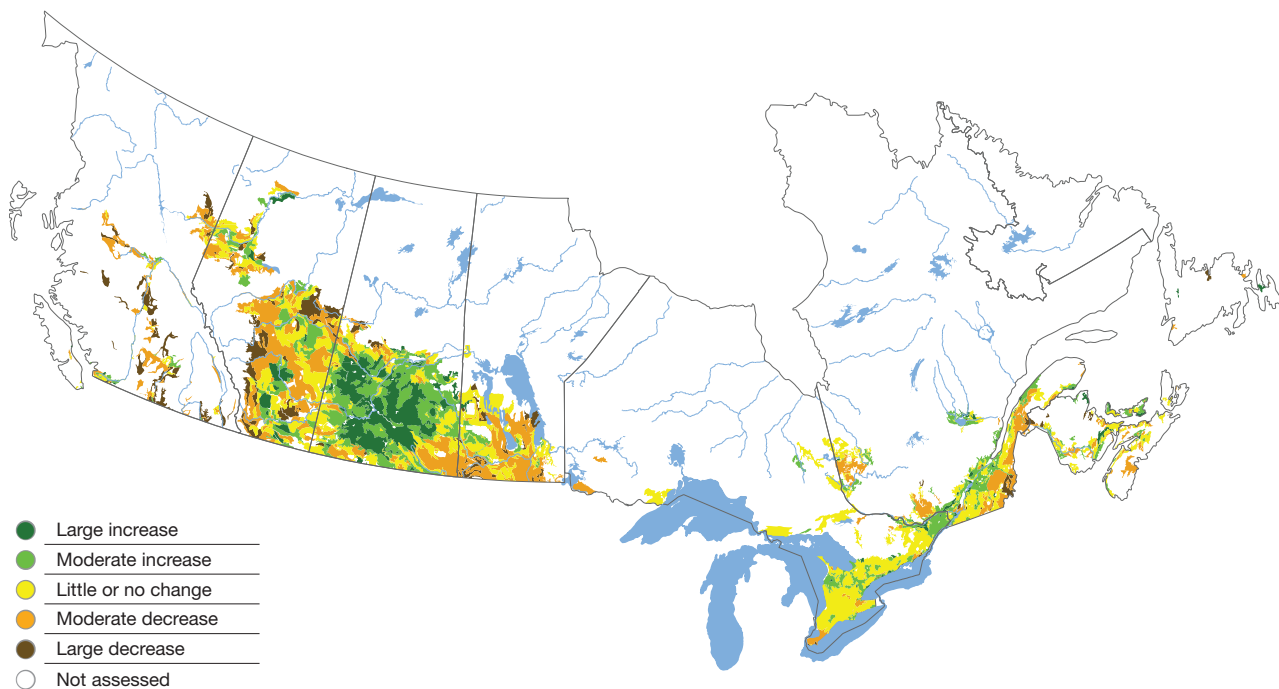 Large increase
Moderate increase
Little or no change
Moderate decrease
Large decrease
Not assessed